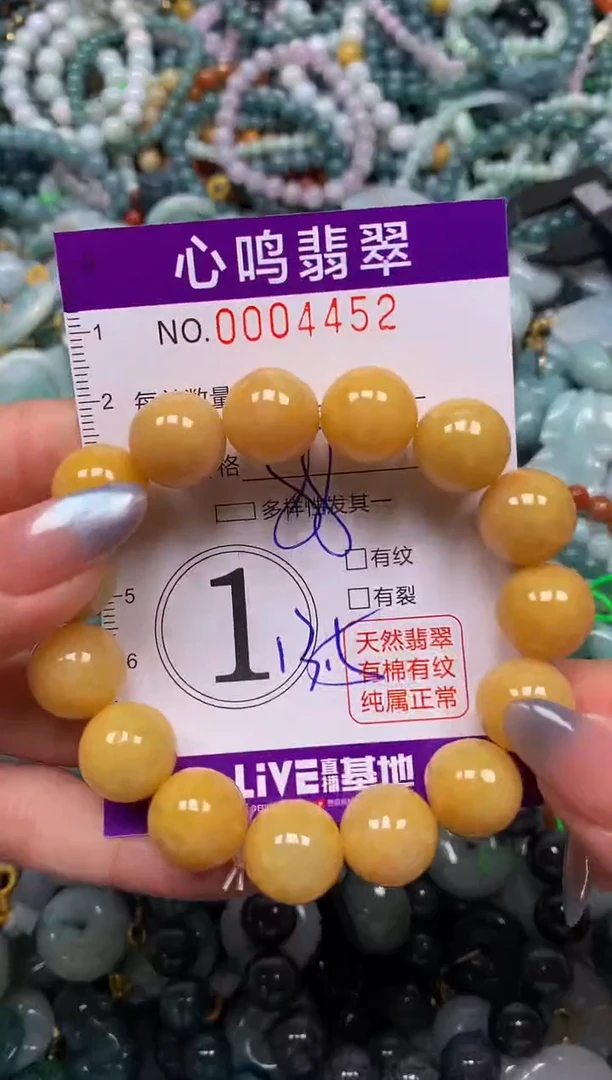 心鸣翡翠
NO.0004452
1
2
格
多样性发其一
有纹
5
有裂
1
6
天然翡翠
有棉有纹
纯属正常
LiVE直播基地